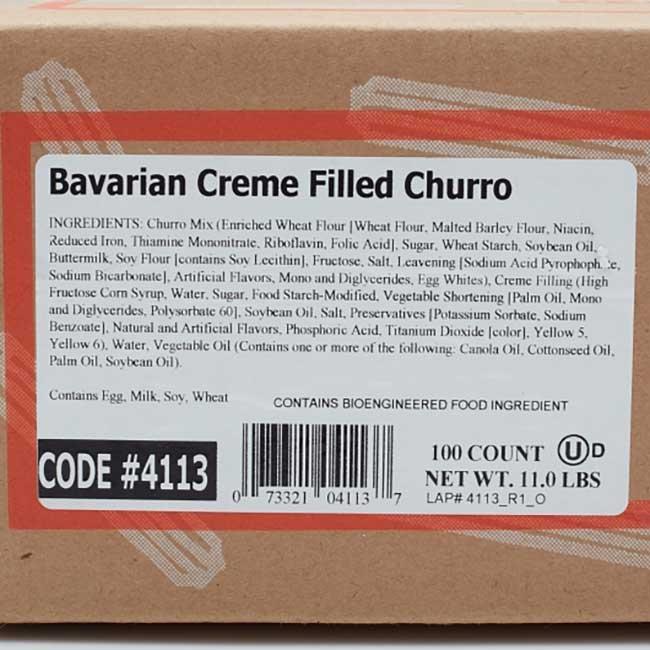 Bavarian Creme Filled Churro
INGREDIENTS: Churro Mix (Enriched Wheat Flour [Wheat Flour, Malted Barley Flour, Niacin,
Reduced Iron, Thiamine Mononitrate, Riboflavin, Folic Acid], Sugar, Wheat Starch, Soybean Oil,
Buttermilk, Soy Flour [contains Soy Lecithin], Fructose, Salt, Leavening [Sodium Acid
Sodium Bicarbonate], Artificial Flavors, Mono and Diglycerides, Egg Whites), Creme Filling (High
Fructose Corn Syrup, Water, Sugar, Food Starch-Modified, Vegetable Shortening [Palm Oil, Mono
and Diglycerides, Polysorbate 60], Soybean Oil, Salt, Preservatives [Potassium Sorbate, Sodium
Benzoate], Natural and Artificial Flavors, Phosphoric Acid, Titanium Dioxide [color], Yellow 5,
Yellow 6), Water, Vegetable Oil (Contains one or more of the following: Canola Oil, Cottonseed Oil,
Palm Oil, Soybean Oil).
Contains Egg, Milk, Soy, Wheat
CONTAINS BIOENGINEERED FOOD INGREDIENT
CODE #4113
0 73321 04113 7
100 COUNT U D
NET WT. 11.0 LBS
LAP# 4113_R1_O